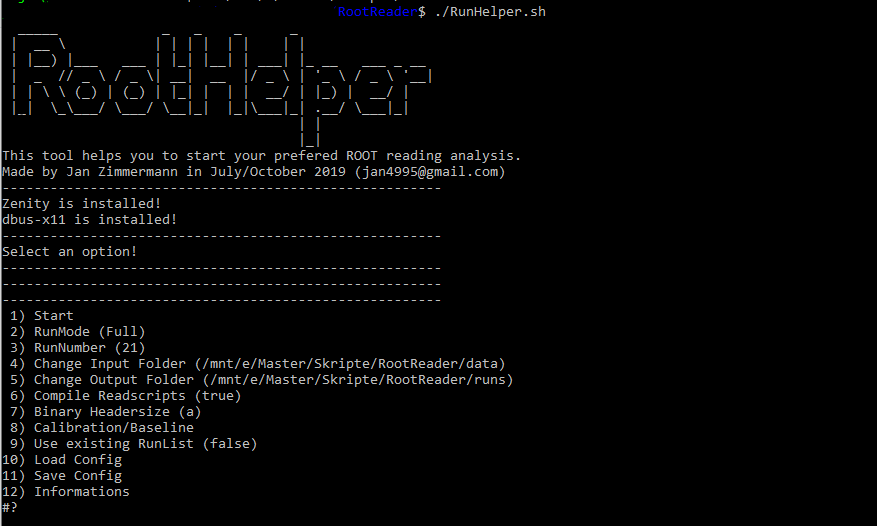 RootReader$ ./RunHelper.sh
RootHelper
This tool helps you to start your prefered ROOT reading analysis.
Made by Jan Zimmermann in July/October 2019 (jan4995@gmail.com)
-------------------------------------------------------
Zenity is installed!
dbus-x11 is installed!
-------------------------------------------------------
Select an option!
-------------------------------------------------------
-------------------------------------------------------
-------------------------------------------------------
1) Start
2) RunMode (Full)
3) RunNumber (21)
4) Change Input Folder (/mnt/e/Master/Skripte/RootReader/data)
5) Change Output Folder (/mnt/e/Master/Skripte/RootReader/runs)
6) Compile Readscripts (true)
7) Binary Headersize (a)
8) Calibration/Baseline
9) Use existing RunList (false)
10) Load Config
11) Save Config
12) Informations
#?